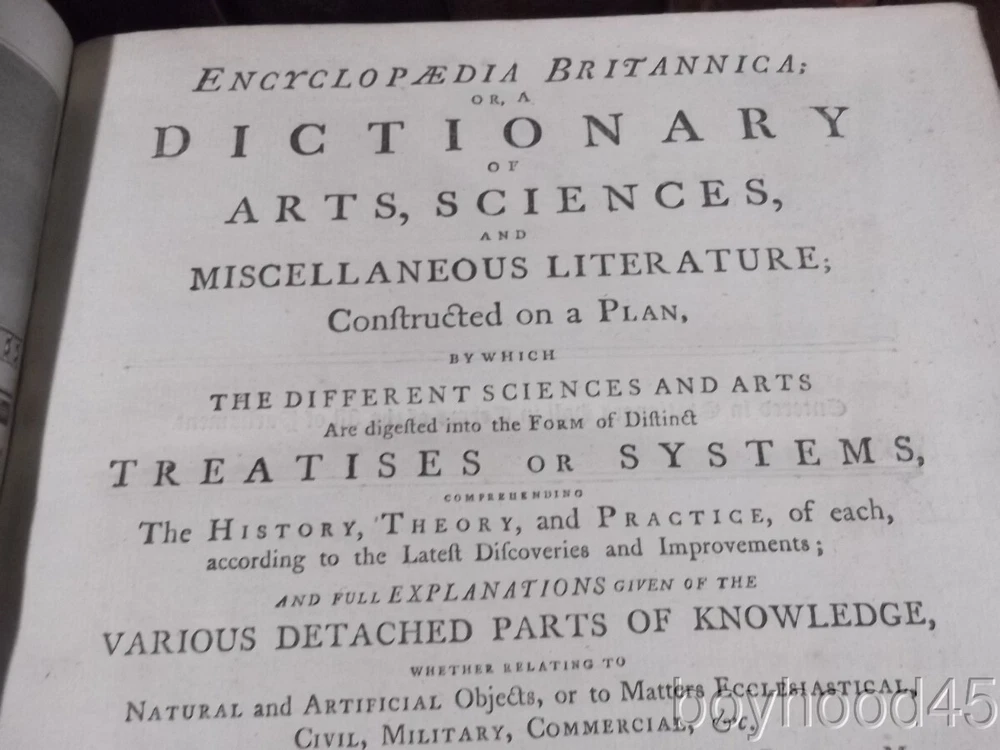 ENCYCLOPÆDIA BRITANNICA;
OR, A
DICTIONARY
OF
ARTS, SCIENCES,
AND
MISCELLANEOUS LITERATURE;
Conſtructed on a PLAN,
BY WHICH
THE DIFFERENT SCIENCES AND ARTS
Are digeſted into the FORM of Diſtinct
TREATISES OR SYSTEMS,
COMPREHENDING
The HISTORY, THEORY, and PRACTICE, of each,
according to the Lateſt Diſcoveries and Improvements;
AND FULL EXPLANATIONS GIVEN OF THE
VARIOUS DETACHED PARTS OF KNOWLEDGE,
WHETHER RELATING TO
NATURAL and ARTIFICIAL Objects, or to Matters ECCLESIASTICAL,
CIVIL, MILITARY, COMMERCIAL, &c.
boyhood45